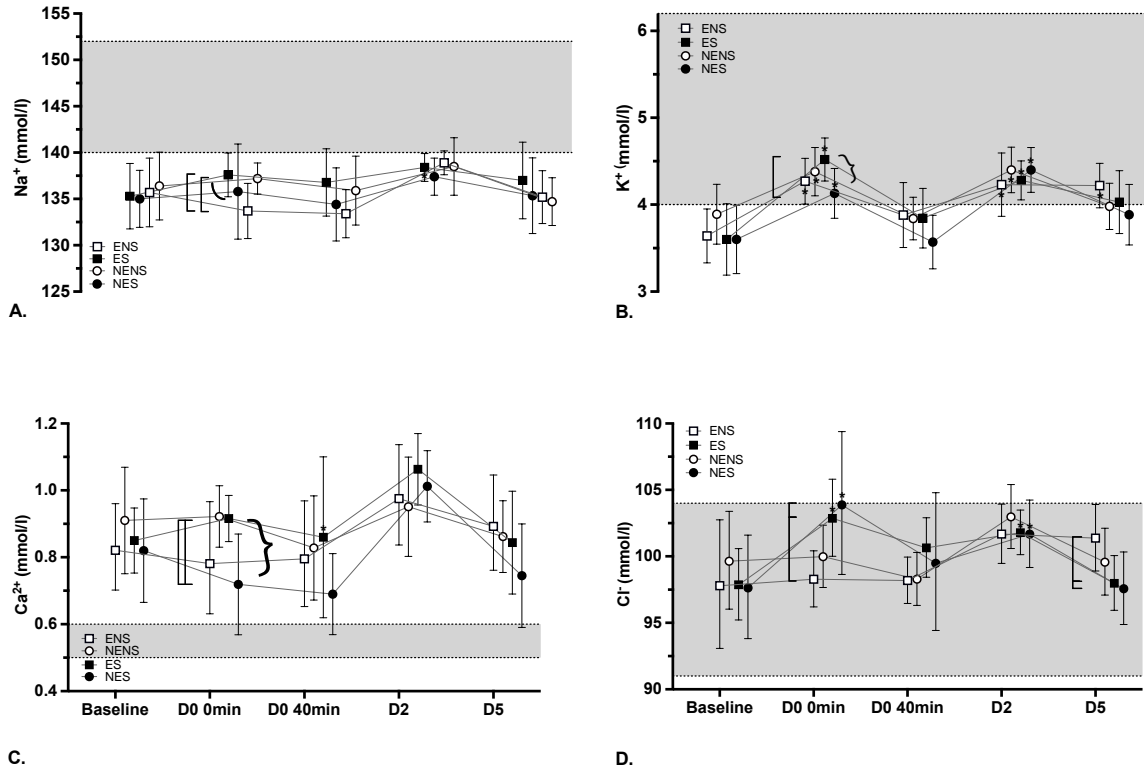 Na⁺ (mmol/l)
155
150
145
140
135
130
125
ENS
ES
NENS
NES
A.
K⁺ (mmol/l)
6
5
4
3
ENS
ES
NENS
NES
* * * * * * * * * *
B.
Ca²⁺ (mmol/l)
1.2
1.0
0.8
0.6
0.4
*
ENS
NENS
ES
NES
Baseline D0 0min D0 40min D2 D5
C.
Cl⁻ (mmol/l)
110
105
100
95
90
ENS
ES
NENS
NES
* * * *
Baseline D0 0min D0 40min D2 D5
D.